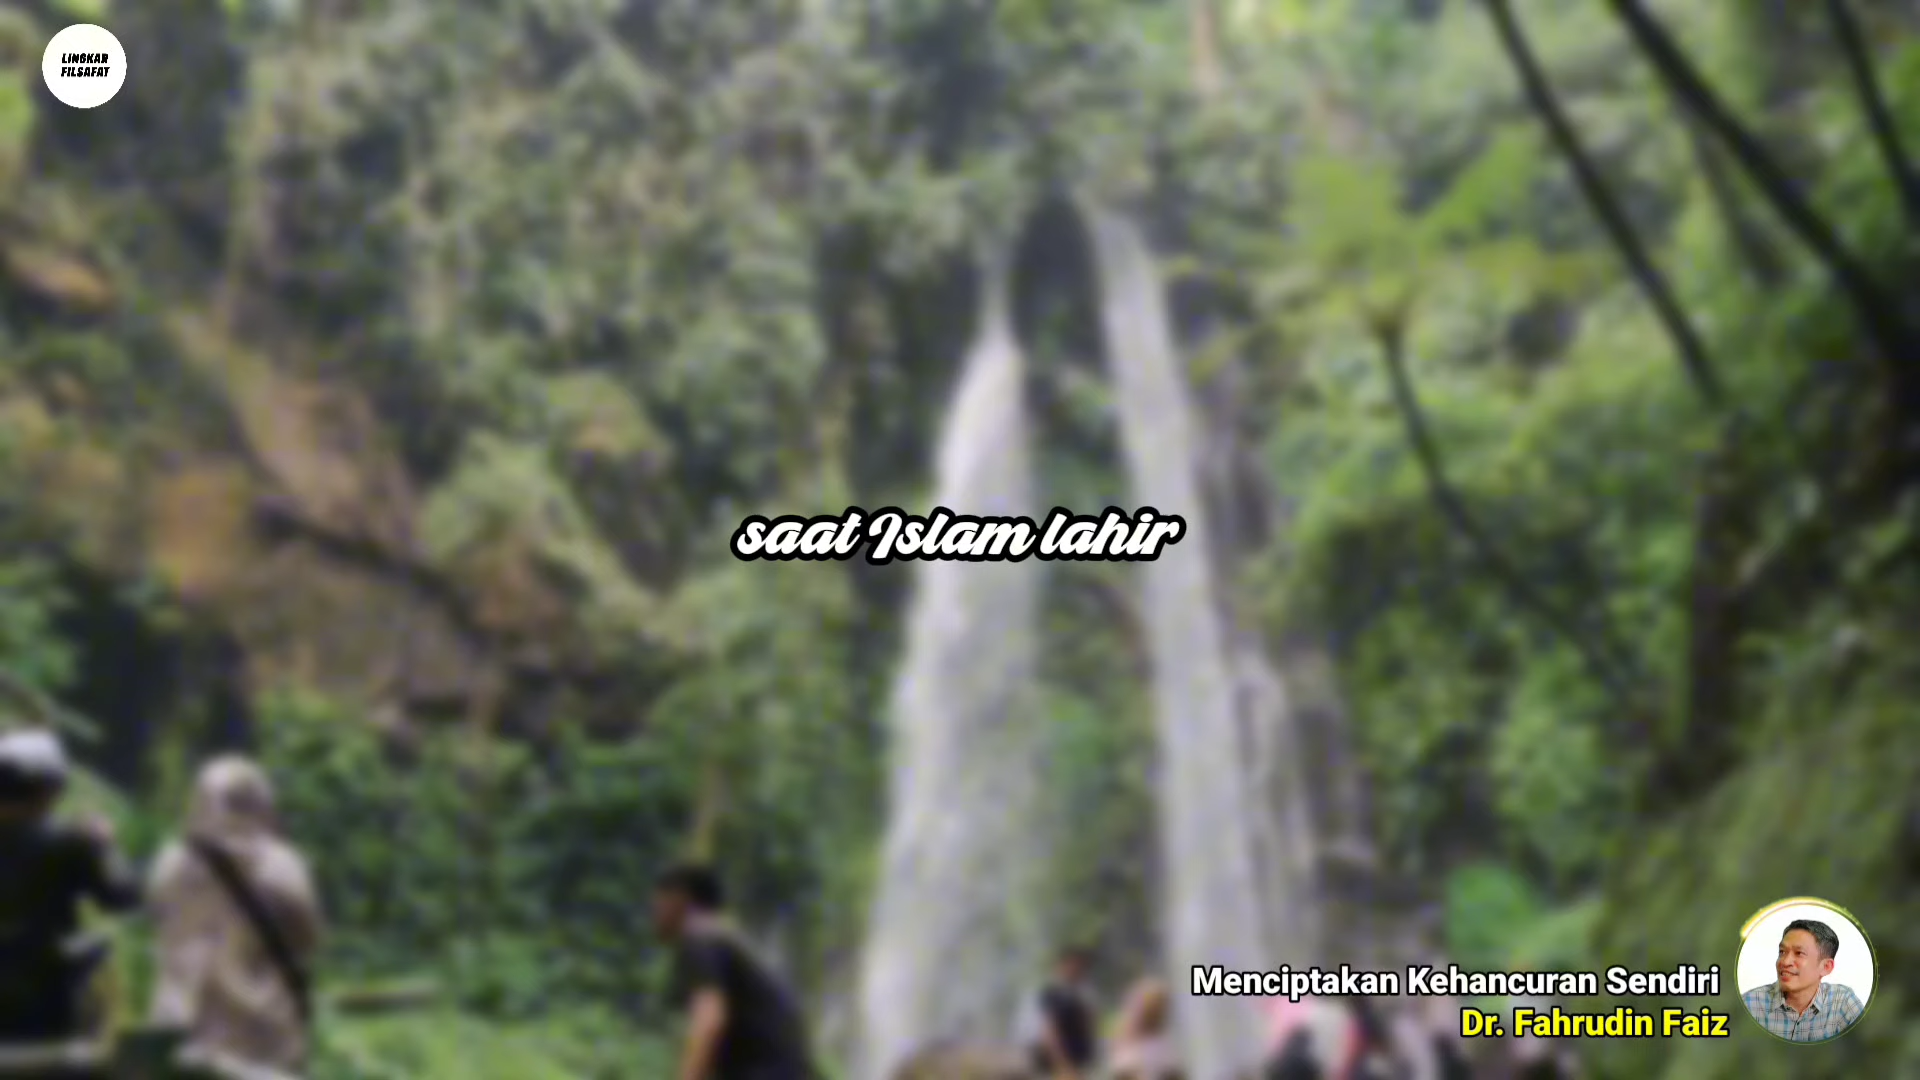 LINGKAR
FILSAFAT
saat Islam lahir
Menciptakan Kehancuran Sendiri
Dr. Fahrudin Faiz